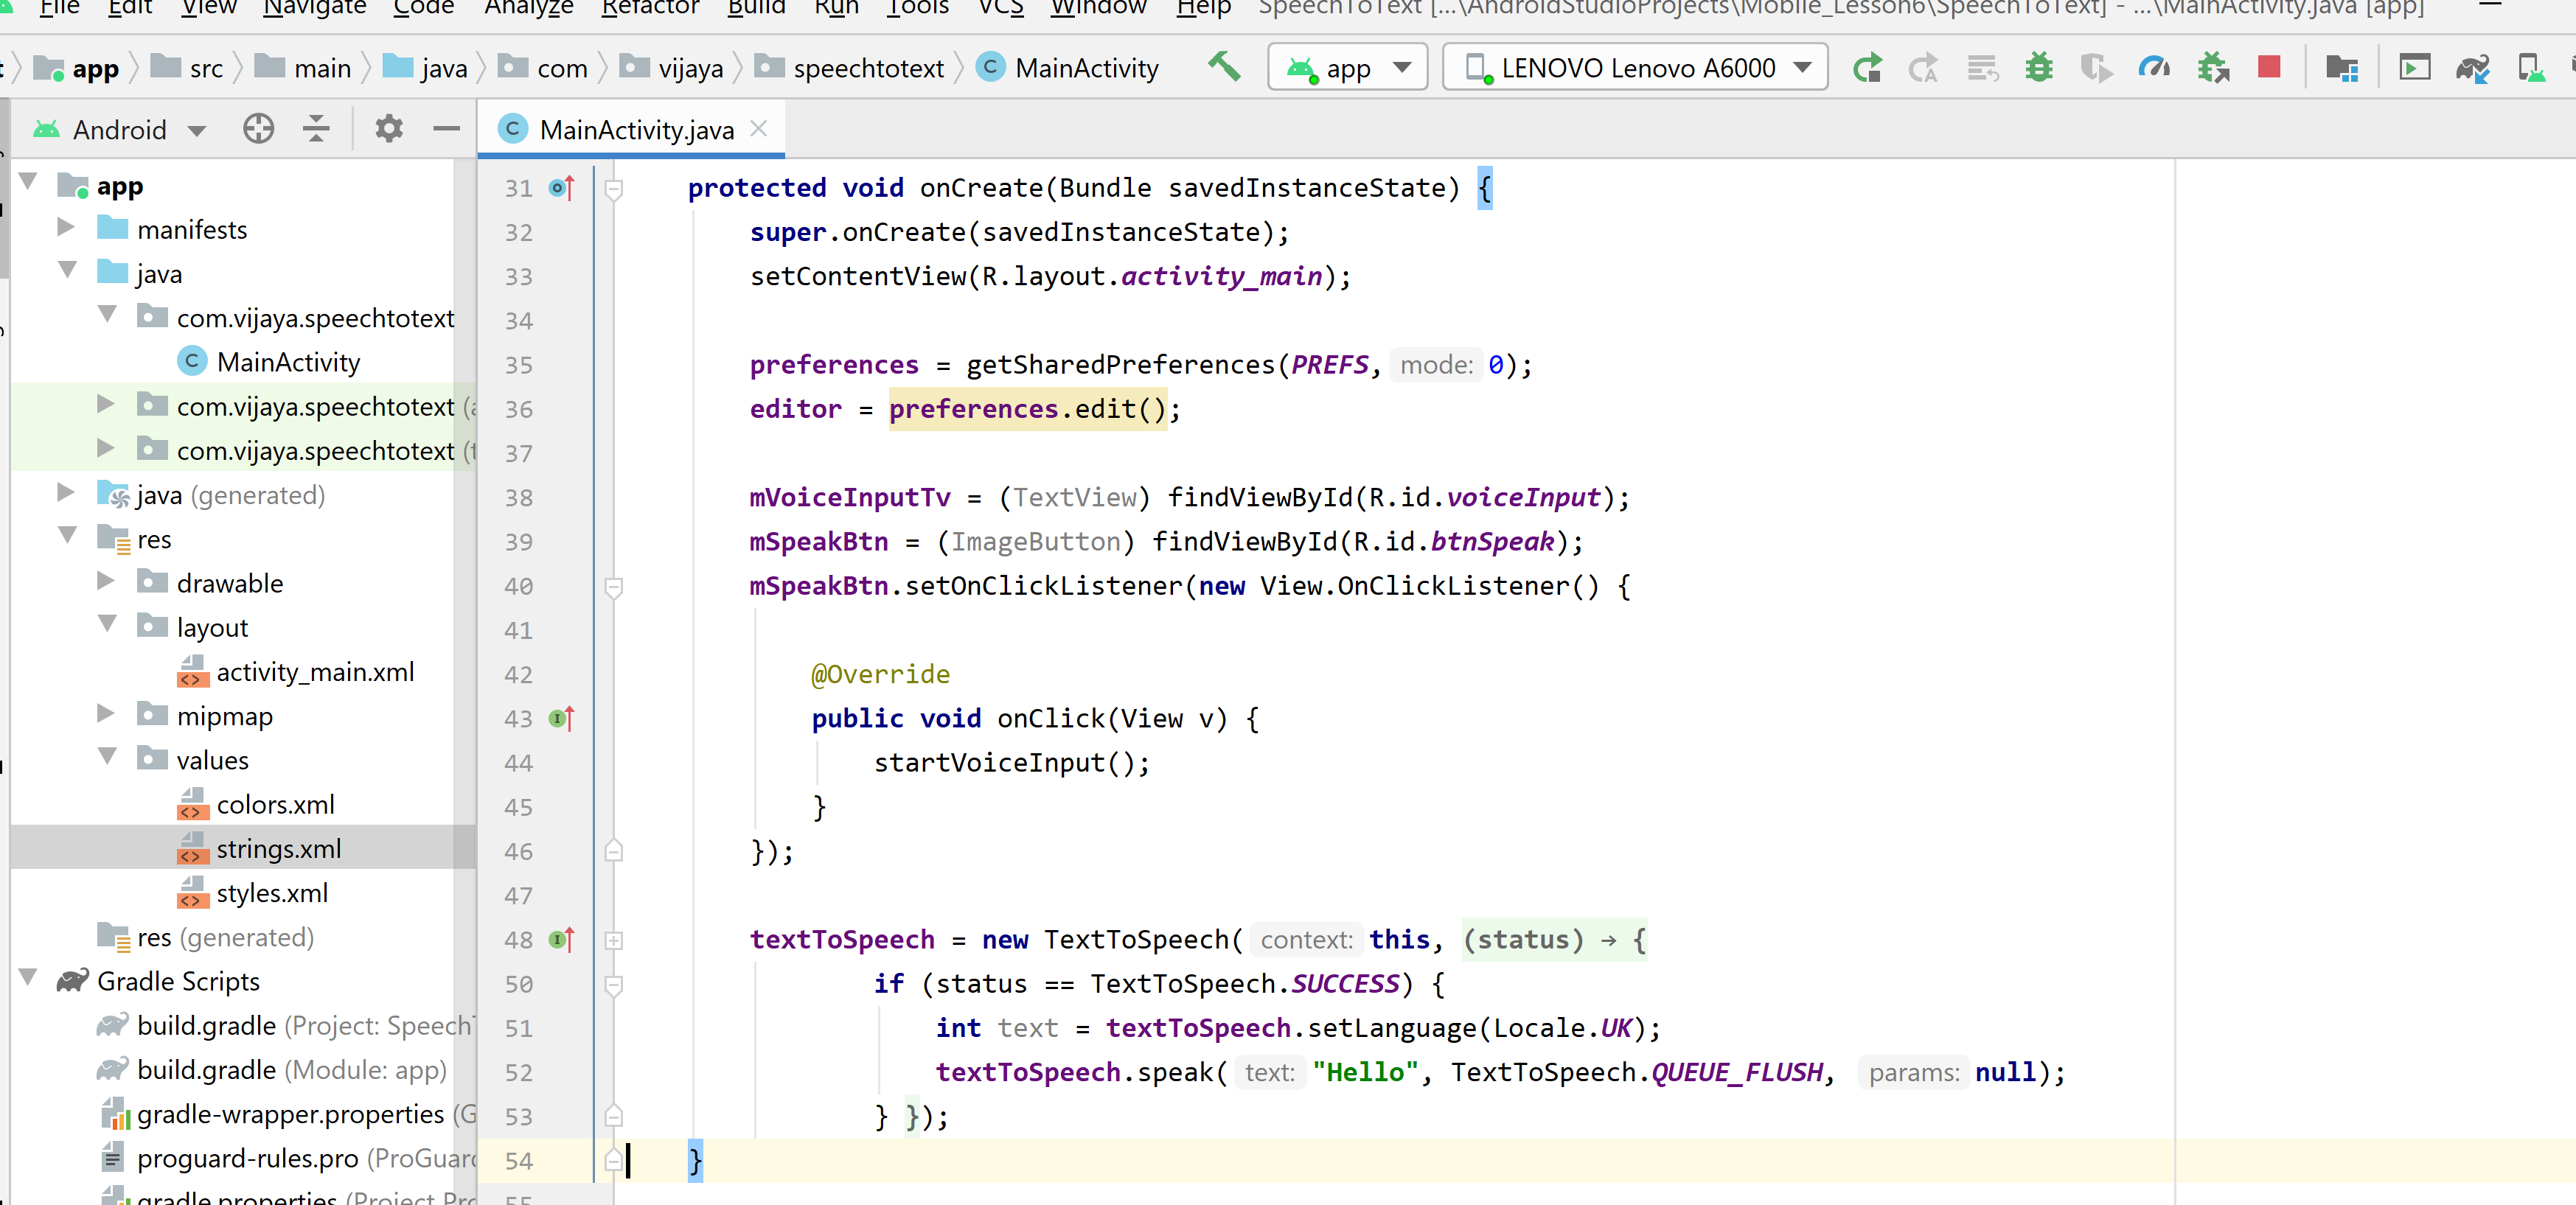 File Edit View Navigate Code Analyze Refactor Build Run Tools VCS Window Help SpeechToText [...\AndroidStudioProjects\Mobile_Lesson6\SpeechToText] - ...\MainActivity.java [app]
app src main java com vijaya speechtotext MainActivity app LENOVO Lenovo A6000
Android
MainActivity.java
app
manifests
java
com.vijaya.speechtotext
MainActivity
com.vijaya.speechtotext
com.vijaya.speechtotext
java (generated)
res
drawable
layout
activity_main.xml
mipmap
values
colors.xml
strings.xml
styles.xml
res (generated)
Gradle Scripts
build.gradle (Project: Speech
build.gradle (Module: app)
gradle-wrapper.properties (G
proguard-rules.pro (ProGuard
gradle.properties (Project Pro
31 protected void onCreate(Bundle savedInstanceState) {
32 super.onCreate(savedInstanceState);
33 setContentView(R.layout.activity_main);
34
35 preferences = getSharedPreferences(PREFS, mode: 0);
36 editor = preferences.edit();
37
38 mVoiceInputTv = (TextView) findViewById(R.id.voiceInput);
39 mSpeakBtn = (ImageButton) findViewById(R.id.btnSpeak);
40 mSpeakBtn.setOnClickListener(new View.OnClickListener() {
41
42 @Override
43 public void onClick(View v) {
44 startVoiceInput();
45 }
46 });
47
48 textToSpeech = new TextToSpeech( context: this, (status) → {
50 if (status == TextToSpeech.SUCCESS) {
51 int text = textToSpeech.setLanguage(Locale.UK);
52 textToSpeech.speak( text: "Hello", TextToSpeech.QUEUE_FLUSH, params: null);
53 } });
54 }
55